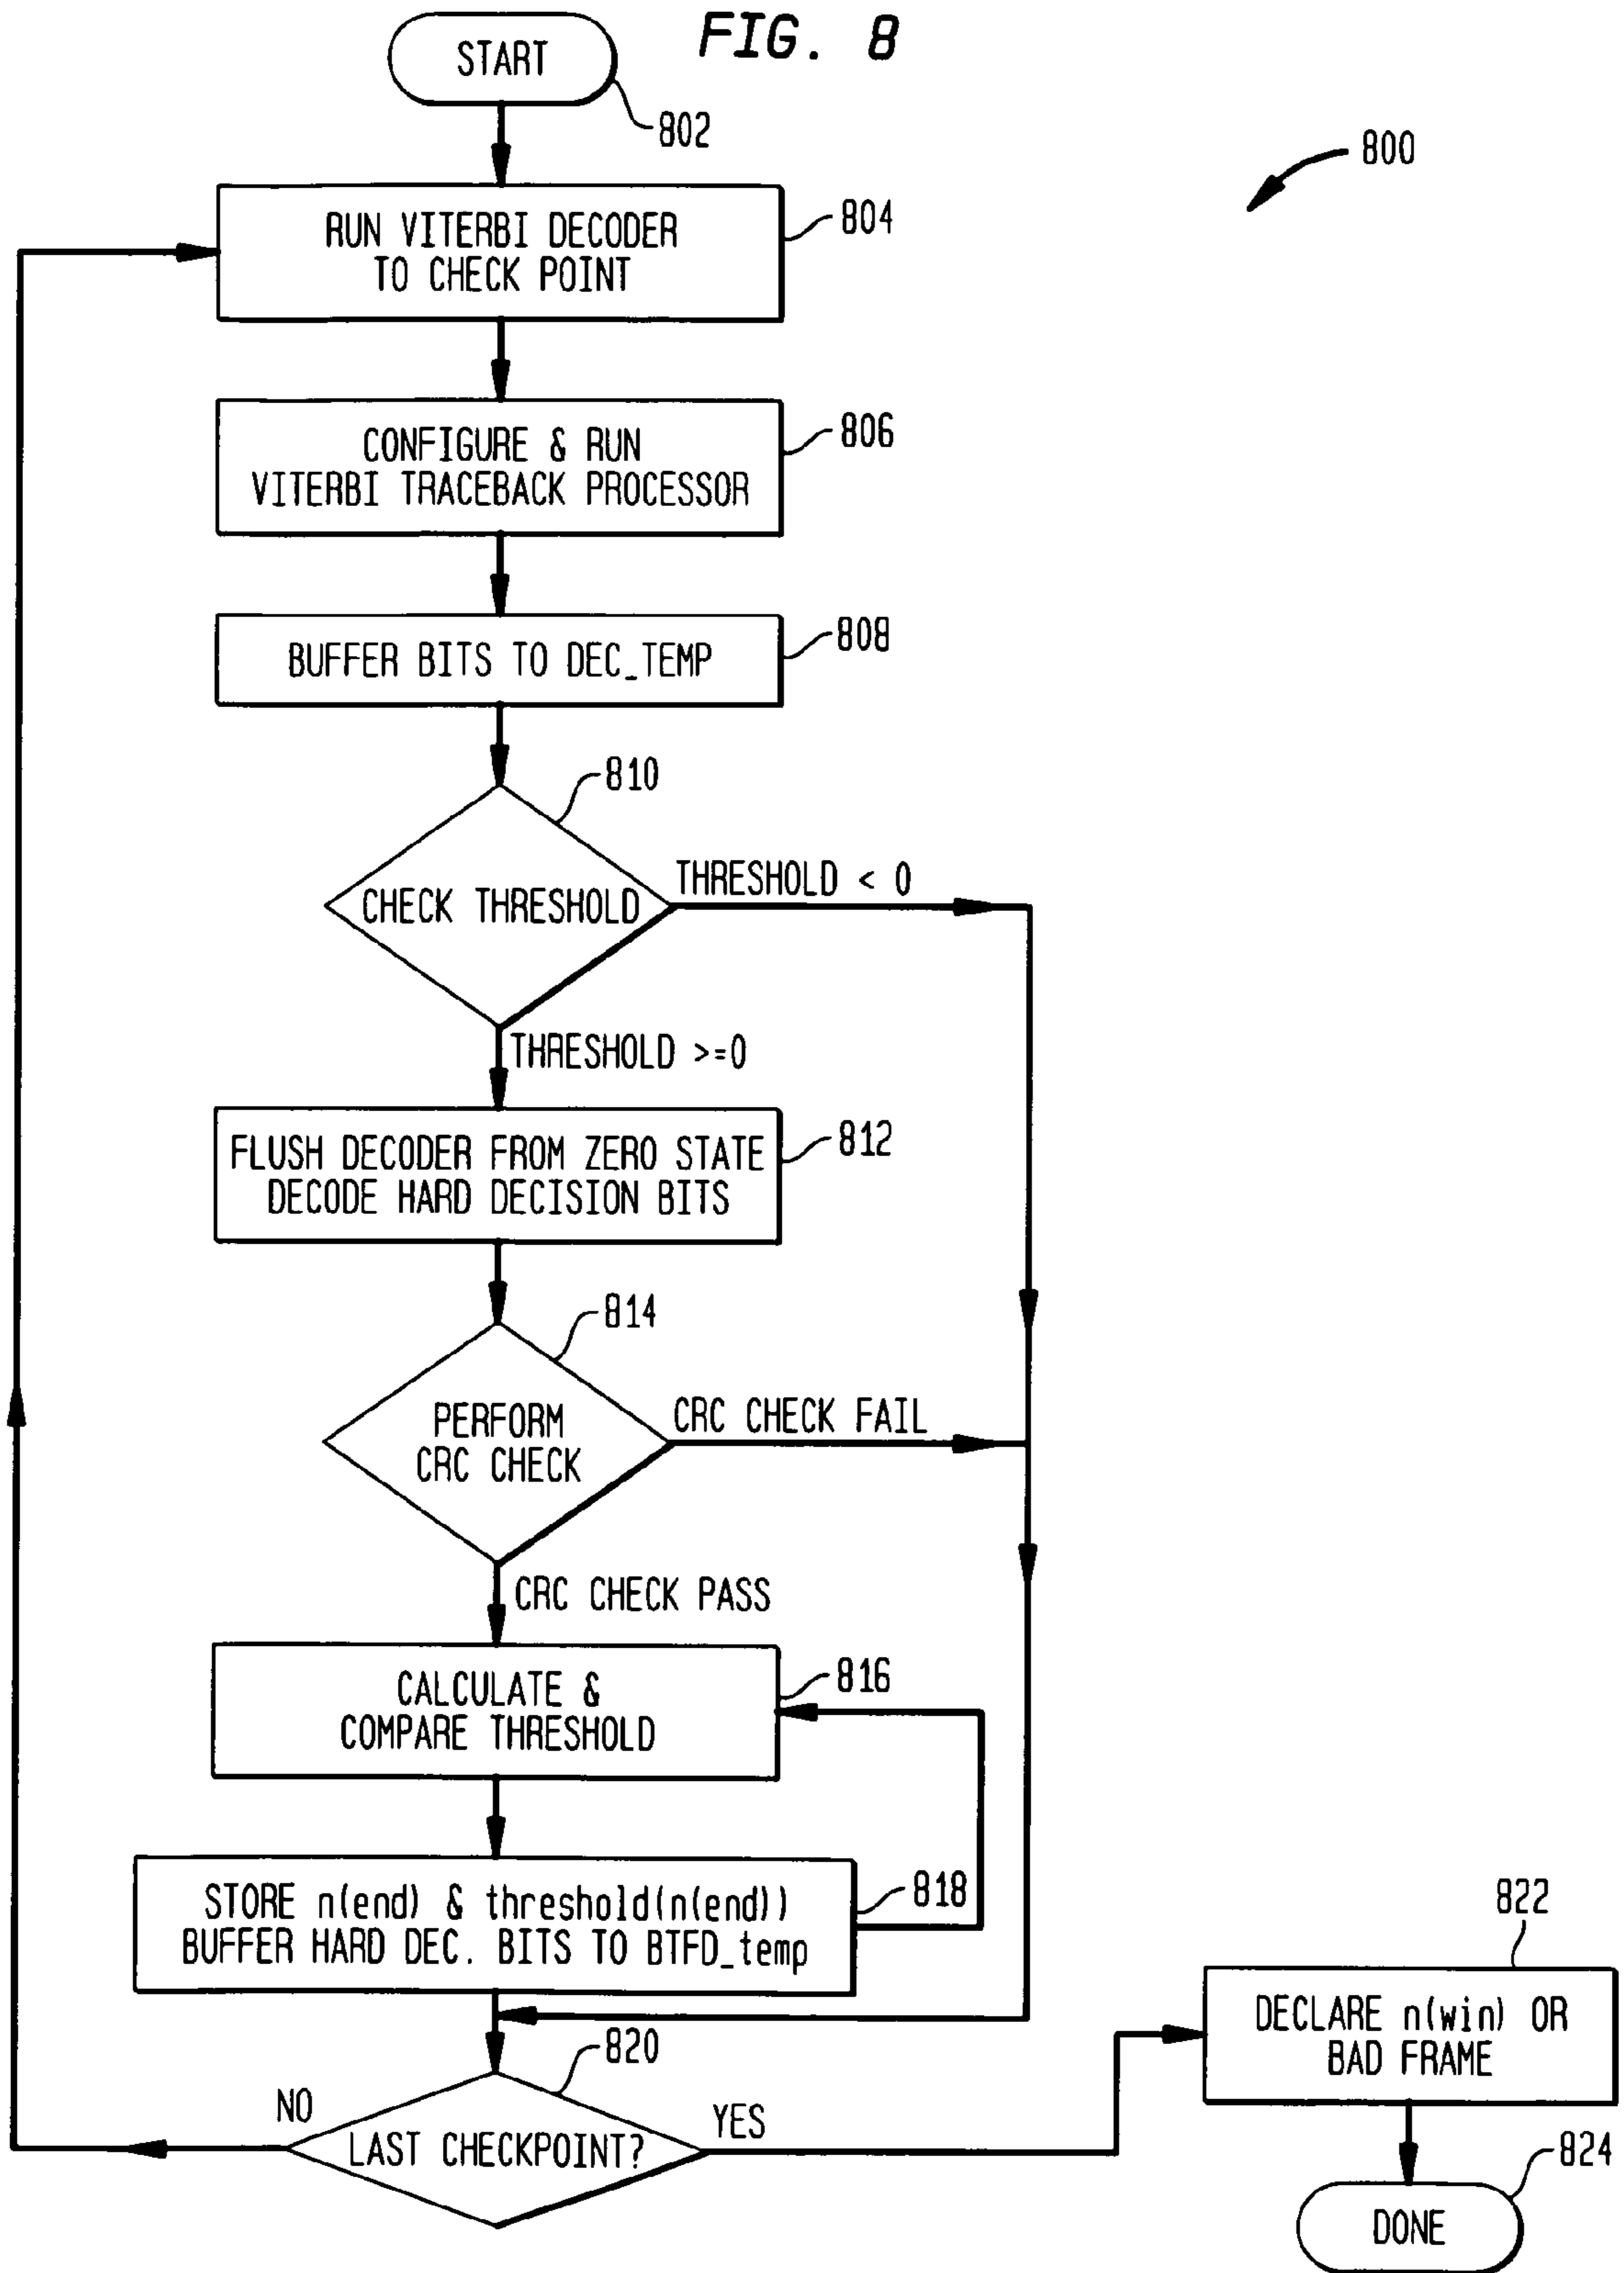 FIG. 8
START
802
800
RUN VITERBI DECODER
TO CHECK POINT
804
CONFIGURE & RUN
VITERBI TRACEBACK PROCESSOR
806
BUFFER BITS TO DEC_TEMP
808
810
CHECK THRESHOLD
THRESHOLD < 0
THRESHOLD >=0
FLUSH DECODER FROM ZERO STATE
DECODE HARD DECISION BITS
812
814
PERFORM
CRC CHECK
CRC CHECK FAIL
CRC CHECK PASS
CALCULATE &
COMPARE THRESHOLD
816
STORE n(end) & threshold(n(end))
BUFFER HARD DEC. BITS TO BTFD_temp
818
820
NO
LAST CHECKPOINT?
YES
822
DECLARE n(win) OR
BAD FRAME
824
DONE